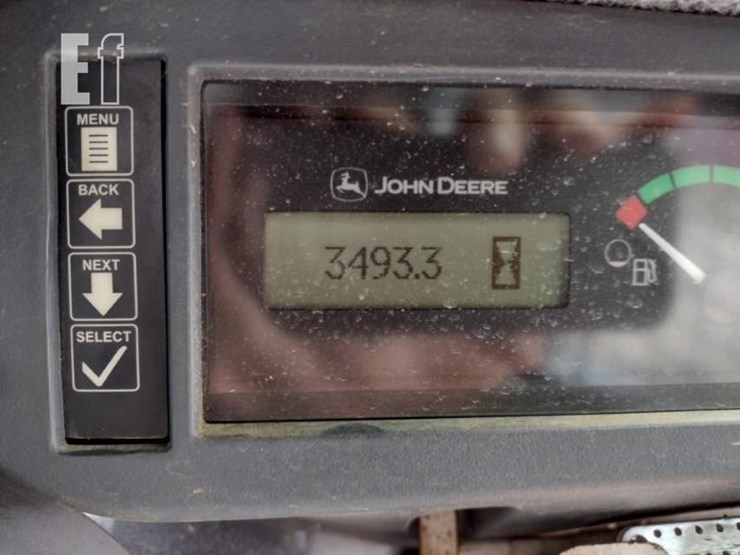 Ef
MENU
BACK
NEXT
SELECT
JOHN DEERE
3493.3